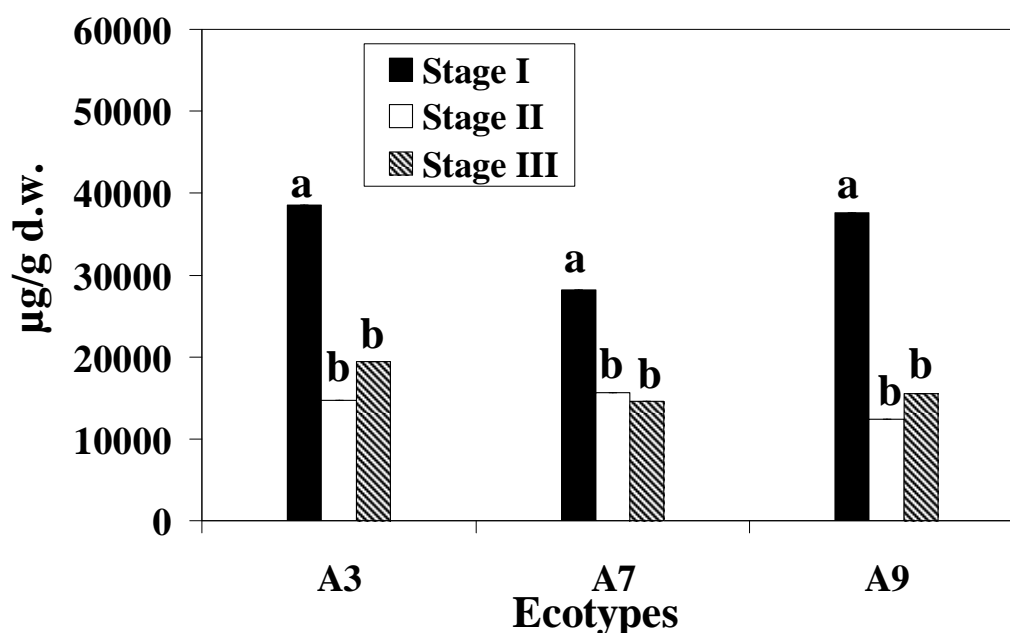 60000
50000
40000
30000
20000
10000
0
µg/g d.w.
Stage I
Stage II
Stage III
a
b
b
a
b
b
a
b
b
A3 A7 A9
Ecotypes